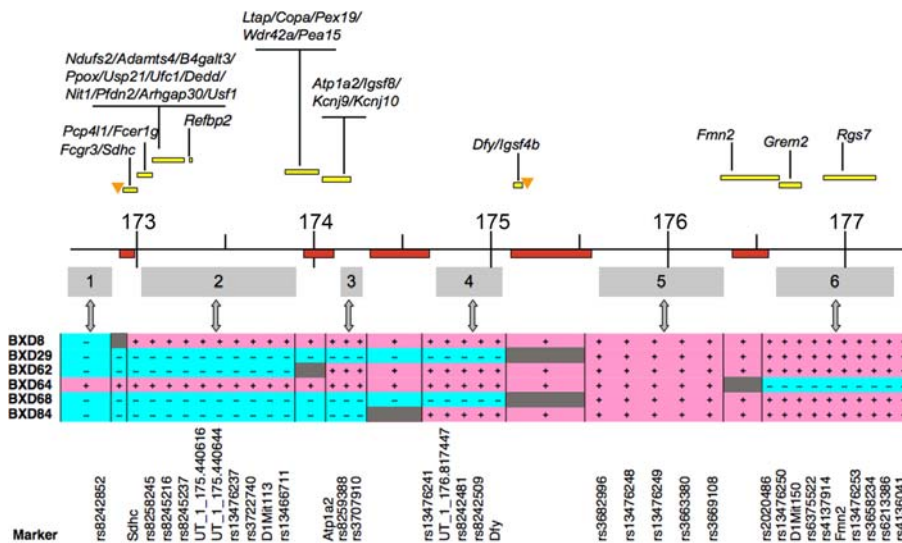 Ltap/Copa/Pex19/
Wdr42a/Pea15
Ndufs2/Adamts4/B4galt3/
Ppox/Usp21/Ufc1/Dedd/
Nit1/Pfdn2/Arhgap30/Usf1
Atp1a2/Igsf8/
Kcnj9/Kcnj10
Refbp2
Pcp4l1/Fcer1g
Fcgr3/Sdhc
Dfy/Igsf4b
Fmn2
Grem2
Rgs7
173 174 175 176 177
1 2 3 4 5 6
BXD8 - + + + + + + + + + + + + + + + + + + + + + + + + + + + + + + + + + +
BXD29 - - - - - - - - - - - - - - - - - - - - + + + + + + + + + + + + + + +
BXD62 - - - - - - - - - - - + + + + + + + + + + + + + + + + + + + + + + + +
BXD64 + + + + + + + + + + + + + + + + + + + + + + + + + + - - - - - - - - -
BXD68 - - - - - - - - - - - - - - - - - - - - + + + + + + + + + + + + + + +
BXD84 - - - - - - - - - - - - - - - + + + + + + + + + + + + + + + + + + + +
Marker
rs8242852
Sdhc
rs8258245
rs8245216
rs8245237
UT_1_175.440616
UT_1_175.440644
rs13476237
rs3722740
D1Mit113
rs13466711
Atp1a2
rs8259388
rs3707910
rs13476241
UT_1_176.817447
rs8242481
rs8242509
Dfy
rs3682996
rs13476248
rs13476249
rs3663380
rs3669108
rs2020486
rs13476250
D1Mit150
rs6375522
rs4137914
Fmn2
rs13476253
rs3658234
rs6213386
rs4136041